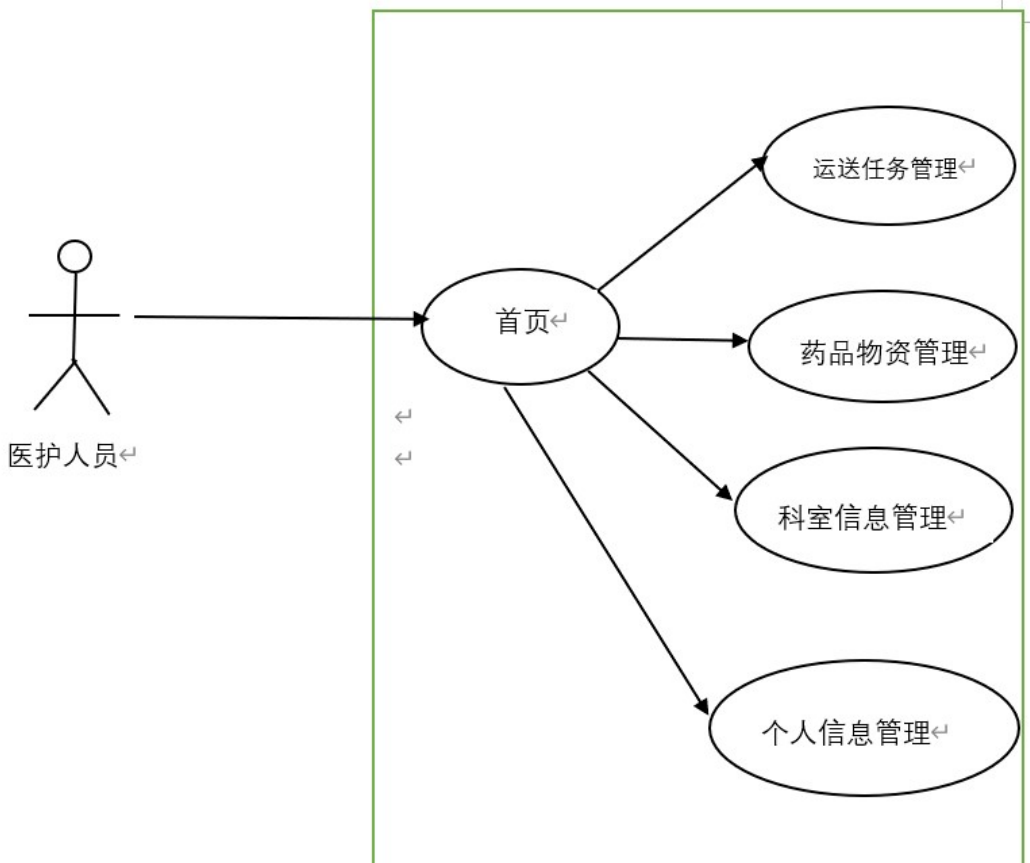 运送任务管理
首页
药品物资管理
医护人员
科室信息管理
个人信息管理